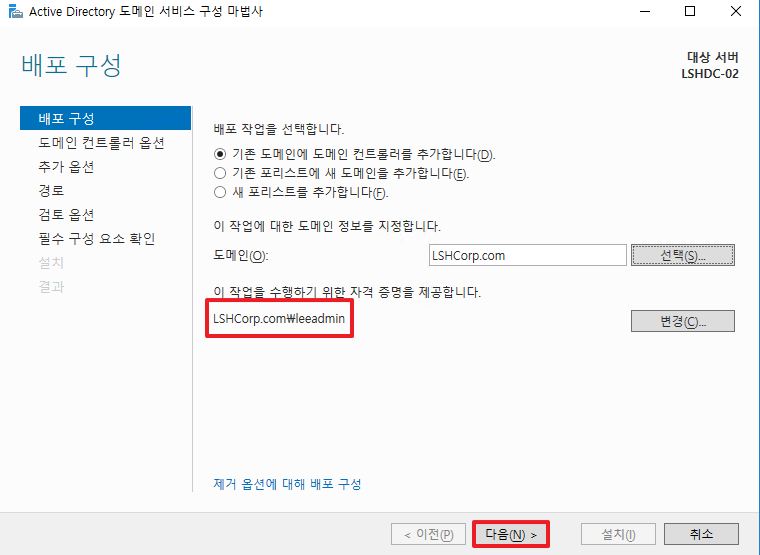 Active Directory 도메인 서비스 구성 마법사
배포 구성
대상 서버
LSHDC-02
배포 구성
도메인 컨트롤러 옵션
추가 옵션
경로
검토 옵션
필수 구성 요소 확인
설치
결과
배포 작업을 선택합니다.
기존 도메인에 도메인 컨트롤러를 추가합니다(D).
기존 포리스트에 새 도메인을 추가합니다(E).
새 포리스트를 추가합니다(F).
이 작업에 대한 도메인 정보를 지정합니다.
도메인(O):
LSHCorp.com
선택(S)...
이 작업을 수행하기 위한 자격 증명을 제공합니다.
LSHCorp.com₩leeadmin
변경(C)...
제거 옵션에 대해 배포 구성
< 이전(P)
다음(N) >
설치(I)
취소